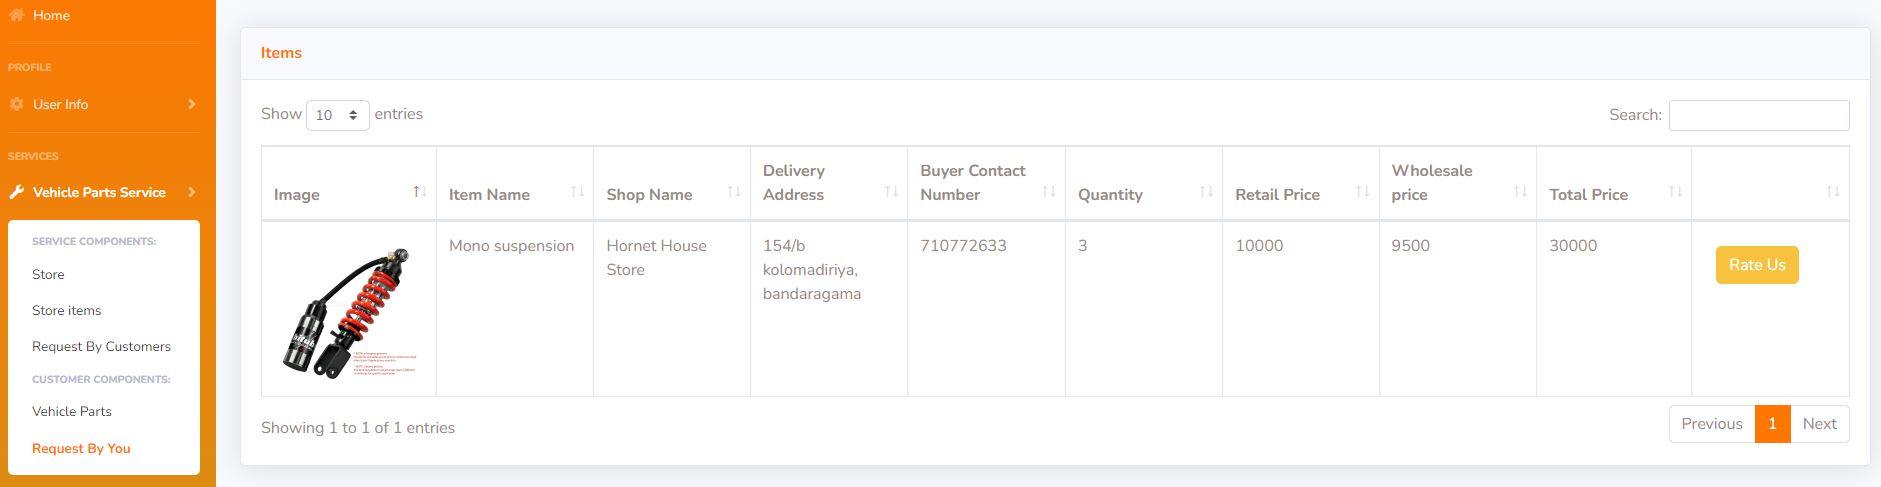 Home
PROFILE
User Info
SERVICES
Vehicle Parts Service
SERVICE COMPONENTS:
Store
Store items
Request By Customers
CUSTOMER COMPONENTS:
Vehicle Parts
Request By You
Items
Show 10 entries
Search:
Image
Item Name
Shop Name
Delivery
Address
Buyer Contact
Number
Quantity
Retail Price
Wholesale
price
Total Price
Mono suspension
Hornet House
Store
154/b
kolomadiriya,
bandaragama
710772633
3
10000
9500
30000
Rate Us
Showing 1 to 1 of 1 entries
Previous 1 Next